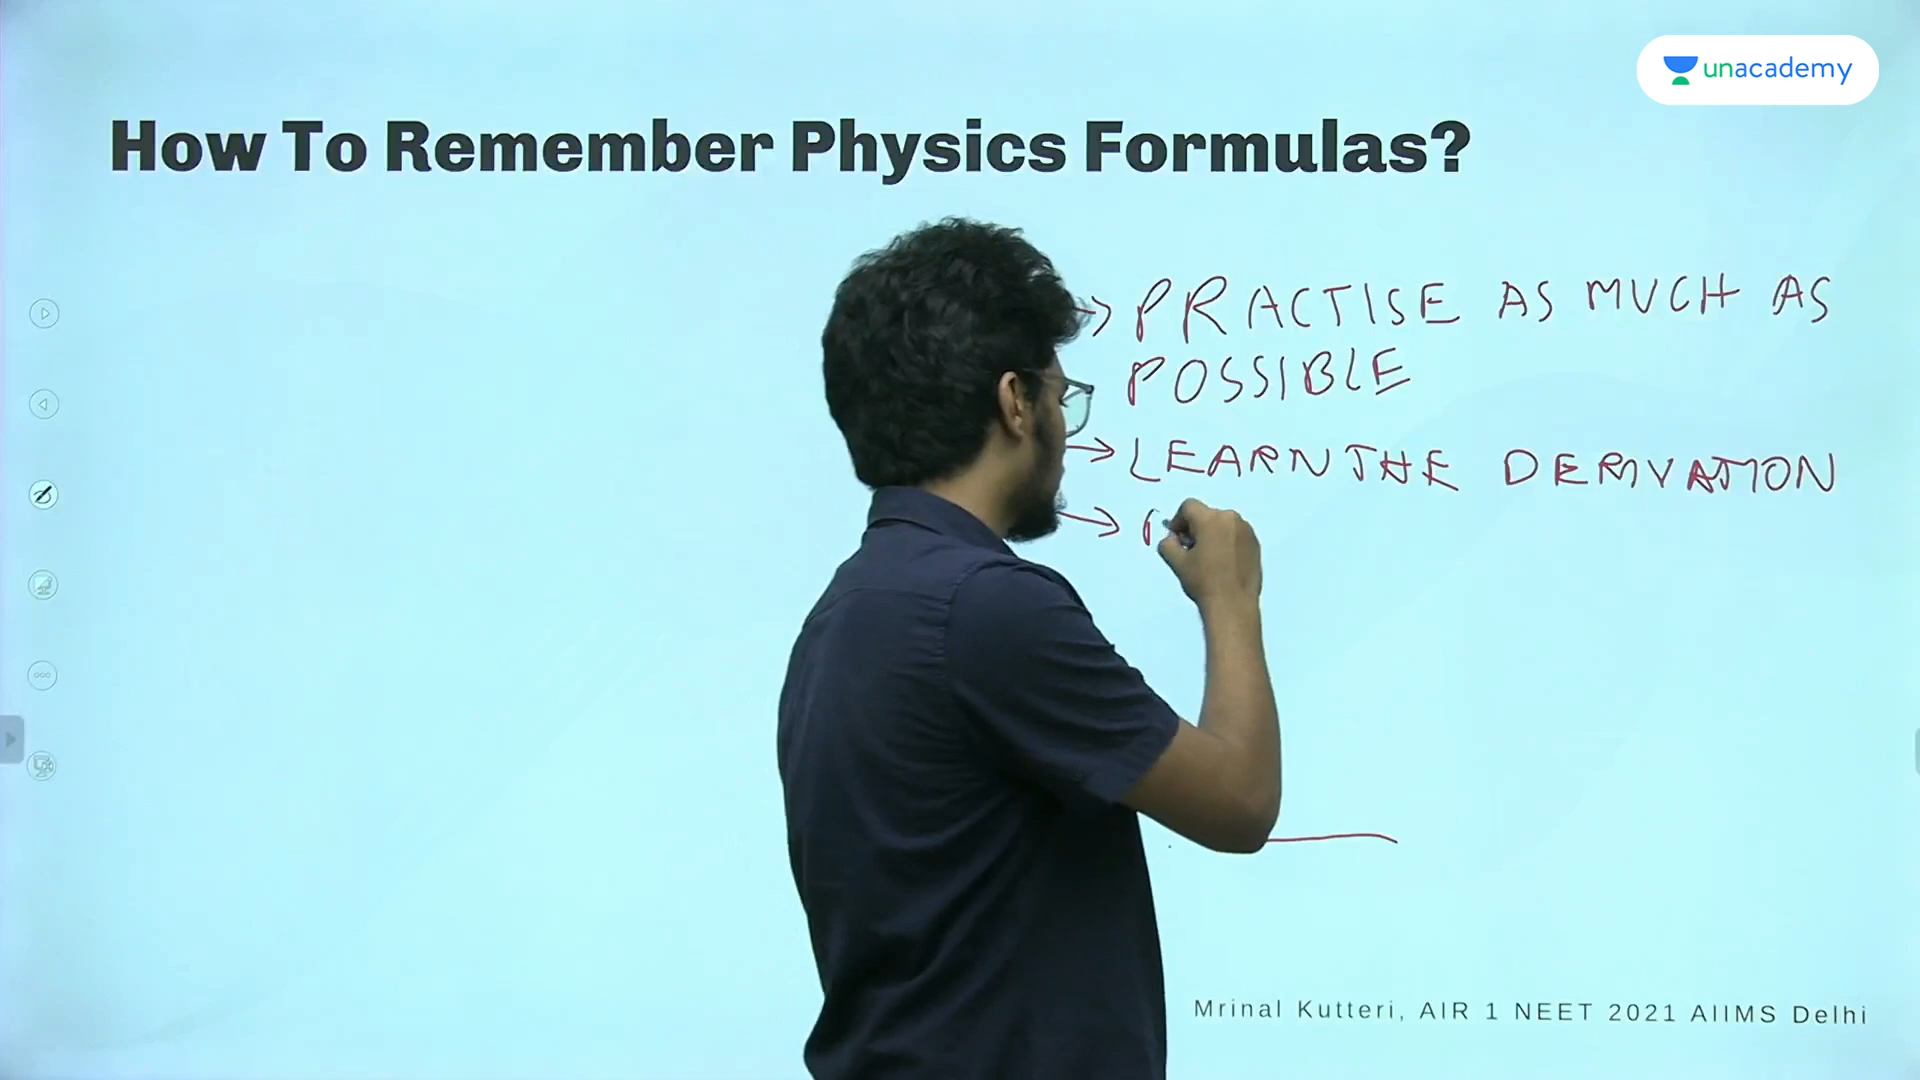 unacademy
How To Remember Physics Formulas?
→ PRACTISE AS MUCH AS
POSSIBLE
→ LEARN THE DERIVATION
→
Mrinal Kutteri, AIR 1 NEET 2021 AIIMS Delhi